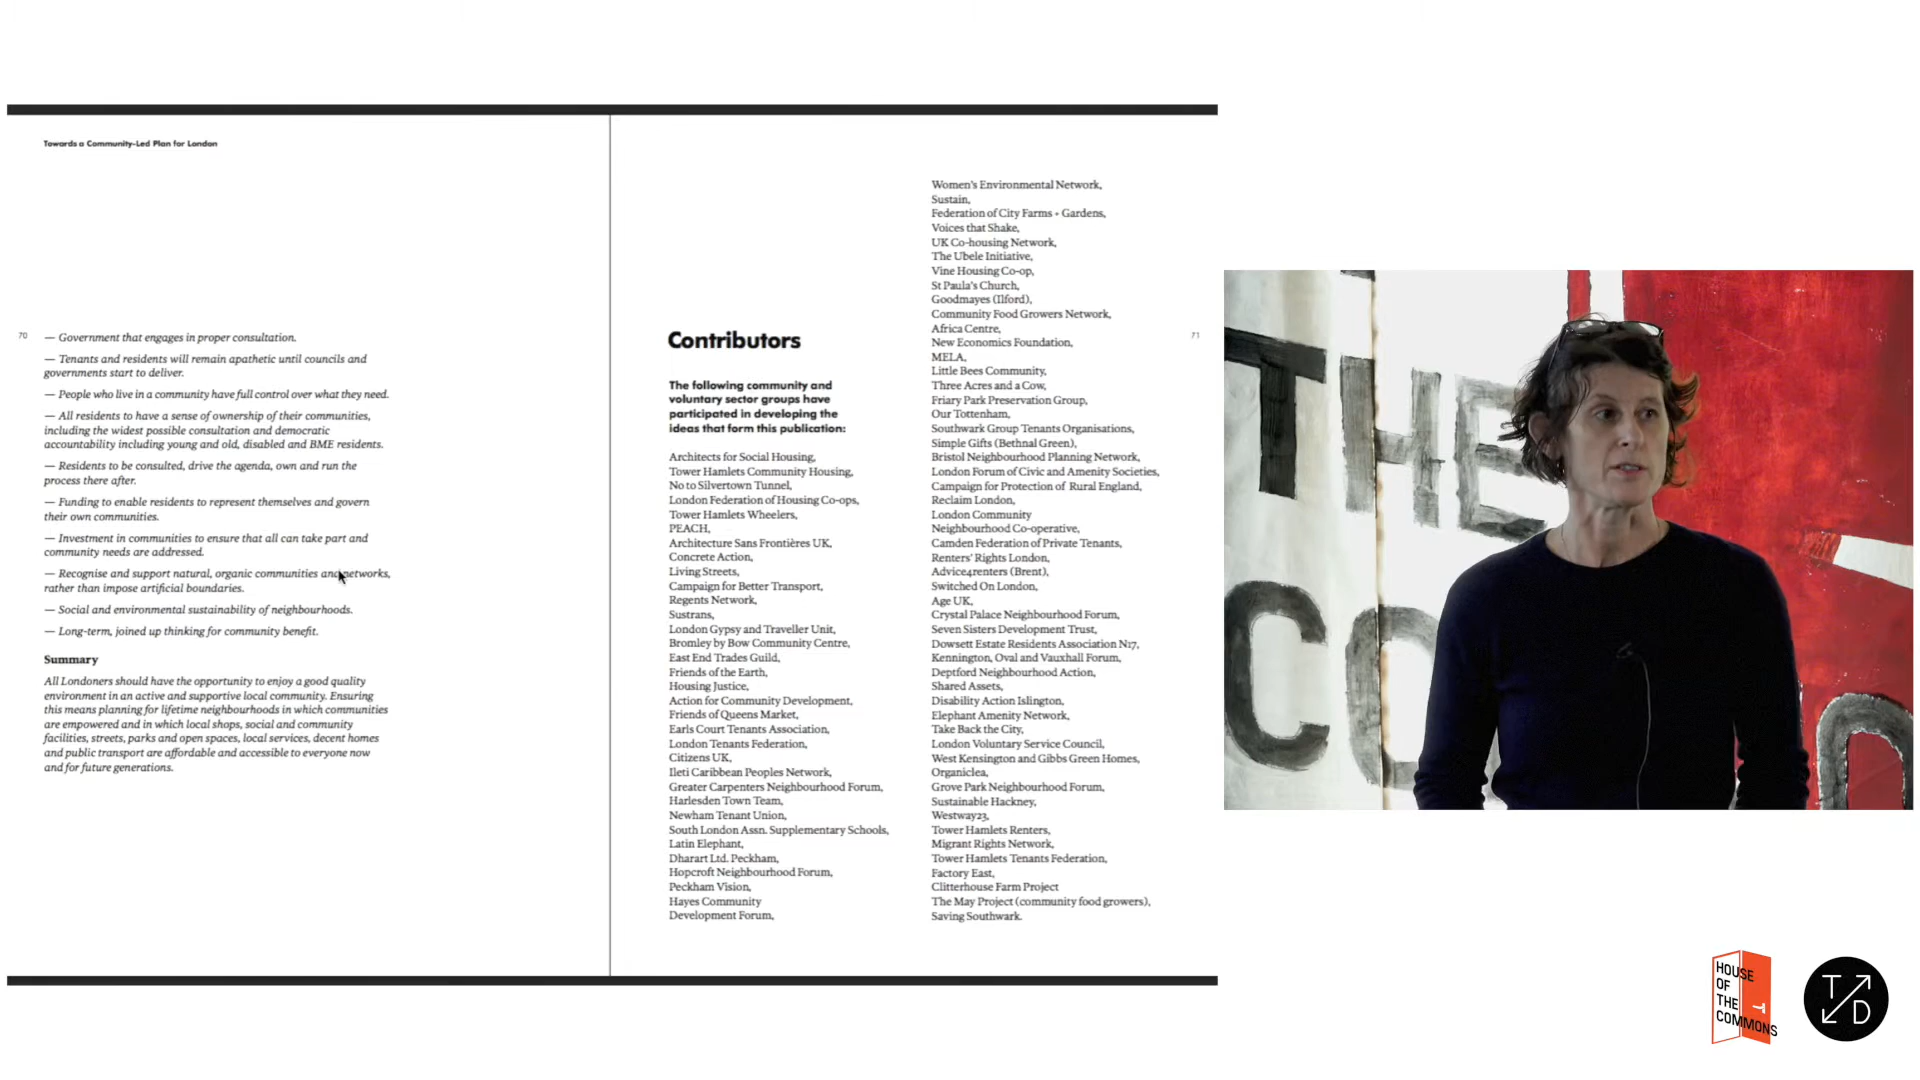 Towards a Community-Led Plan for London
70
— Government that engages in proper consultation.
— Tenants and residents will remain apathetic until councils and
governments start to deliver.
— People who live in a community have full control over what they need.
— All residents to have a sense of ownership of their communities,
including the widest possible consultation and democratic
accountability including young and old, disabled and BME residents.
— Residents to be consulted, drive the agenda, own and run the
process there after.
— Funding to enable residents to represent themselves and govern
their own communities.
— Investment in communities to ensure that all can take part and
community needs are addressed.
— Recognise and support natural, organic communities and networks,
rather than impose artificial boundaries.
— Social and environmental sustainability of neighbourhoods.
— Long-term, joined up thinking for community benefit.
Summary
All Londoners should have the opportunity to enjoy a good quality
environment in an active and supportive local community. Ensuring
this means planning for lifetime neighbourhoods in which communities
are empowered and in which local shops, social and community
facilities, streets, parks and open spaces, local services, decent homes
and public transport are affordable and accessible to everyone now
and for future generations.
Contributors
The following community and
voluntary sector groups have
participated in developing the
ideas that form this publication:
Architects for Social Housing,
Tower Hamlets Community Housing,
No to Silvertown Tunnel,
London Federation of Housing Co-ops,
Tower Hamlets Wheelers,
PEACH,
Architecture Sans Frontières UK,
Concrete Action,
Living Streets,
Campaign for Better Transport,
Regents Network,
Sustrans,
London Gypsy and Traveller Unit,
Bromley by Bow Community Centre,
East End Trades Guild,
Friends of the Earth,
Housing Justice,
Action for Community Development,
Friends of Queens Market,
Earls Court Tenants Association,
London Tenants Federation,
Citizens UK,
Ileti Caribbean Peoples Network,
Greater Carpenters Neighbourhood Forum,
Harlesden Town Team,
Newham Tenant Union,
South London Assn. Supplementary Schools,
Latin Elephant,
Dharart Ltd. Peckham,
Hopcroft Neighbourhood Forum,
Peckham Vision,
Hayes Community
Development Forum,
Women's Environmental Network,
Sustain,
Federation of City Farms + Gardens,
Voices that Shake,
UK Co-housing Network,
The Ubele Initiative,
Vine Housing Co-op,
St Paula's Church,
Goodmayes (Ilford),
Community Food Growers Network,
Africa Centre,
New Economics Foundation,
MELA,
Little Bees Community,
Three Acres and a Cow,
Friary Park Preservation Group,
Our Tottenham,
Southwark Group Tenants Organisations,
Simple Gifts (Bethnal Green),
Bristol Neighbourhood Planning Network,
London Forum of Civic and Amenity Societies,
Campaign for Protection of Rural England,
Reclaim London,
London Community
Neighbourhood Co-operative,
Camden Federation of Private Tenants,
Renters' Rights London,
Advice4renters (Brent),
Switched On London,
Age UK,
Crystal Palace Neighbourhood Forum,
Seven Sisters Development Trust,
Dowsett Estate Residents Association N17,
Kennington, Oval and Vauxhall Forum,
Deptford Neighbourhood Action,
Shared Assets,
Disability Action Islington,
Elephant Amenity Network,
Take Back the City,
London Voluntary Service Council,
West Kensington and Gibbs Green Homes,
Organiclea,
Grove Park Neighbourhood Forum,
Sustainable Hackney,
Westway23,
Tower Hamlets Renters,
Migrant Rights Network,
Tower Hamlets Tenants Federation,
Factory East,
Clitterhouse Farm Project
The May Project (community food growers),
Saving Southwark.
71
THE
CO
HOUSE
OF
THE
COMMONS
T
D